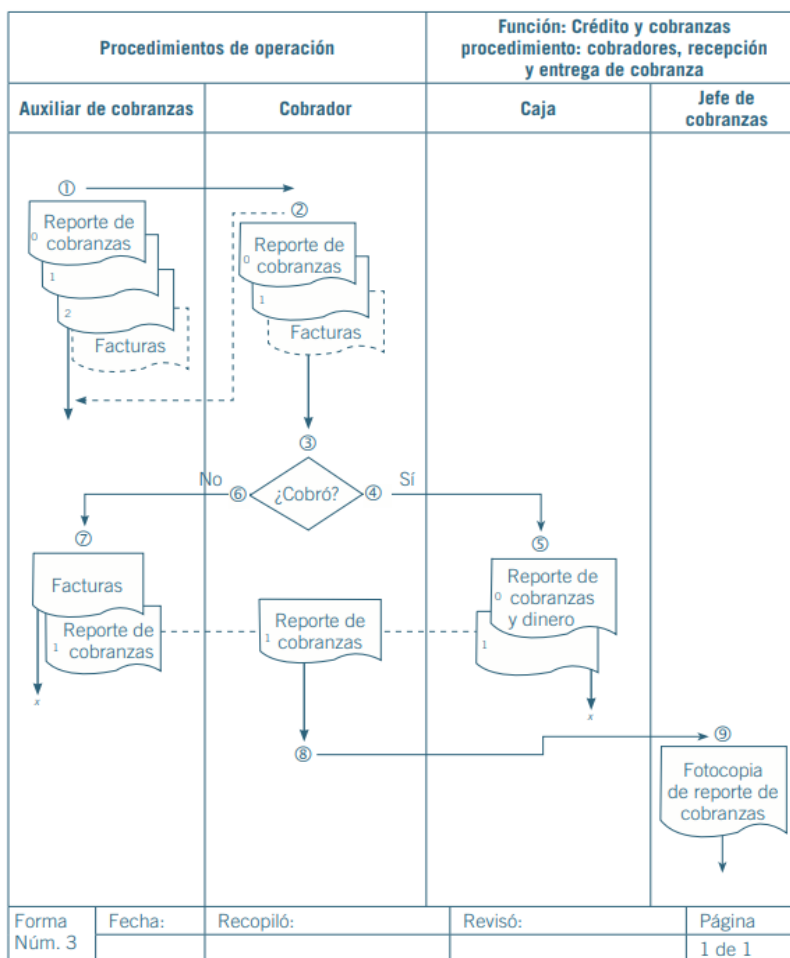 Procedimientos de operación
Función: Crédito y cobranzas
procedimiento: cobradores, recepción
y entrega de cobranza
Auxiliar de cobranzas
Cobrador
Caja
Jefe de
cobranzas
①
②
Reporte de
0 cobranzas
1
2
Facturas
Reporte de
0 cobranzas
1
Facturas
③
No
⑥
¿Cobró?
④
Sí
⑦
⑤
Facturas
Reporte de
1 cobranzas
Reporte de
1 cobranzas
Reporte de
0 cobranzas
y dinero
1
x
x
⑧
⑨
Fotocopia
de reporte de
cobranzas
Forma
Núm. 3
Fecha:
Recopiló:
Revisó:
Página
1 de 1